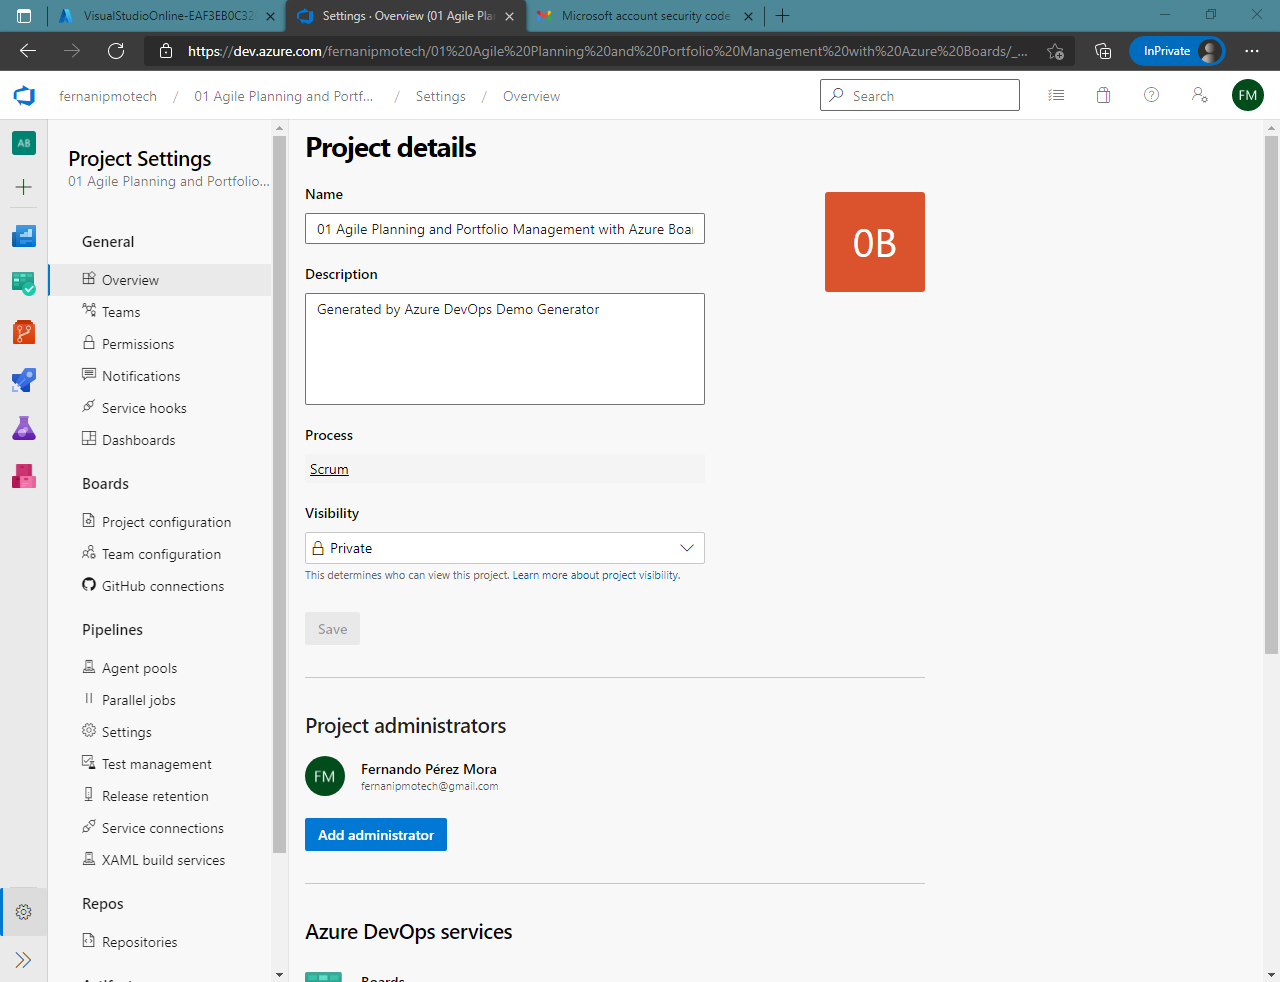 VisualStudioOnline-EAF3EB0C32
Settings · Overview (01 Agile Plan
Microsoft account security code
https://dev.azure.com/fernanipmotech/01%20Agile%20Planning%20and%20Portfolio%20Management%20with%20Azure%20Boards/_...
InPrivate
fernanipmotech / 01 Agile Planning and Portf... / Settings / Overview
Search
FM
AB
Project Settings
01 Agile Planning and Portfolio...
General
Overview
Teams
Permissions
Notifications
Service hooks
Dashboards
Boards
Project configuration
Team configuration
GitHub connections
Pipelines
Agent pools
Parallel jobs
Settings
Test management
Release retention
Service connections
XAML build services
Repos
Repositories
Project details
Name
01 Agile Planning and Portfolio Management with Azure Boar
0B
Description
Generated by Azure DevOps Demo Generator
Process
Scrum
Visibility
Private
This determines who can view this project. Learn more about project visibility.
Save
Project administrators
FM
Fernando Pérez Mora
fernanipmotech@gmail.com
Add administrator
Azure DevOps services
Boards